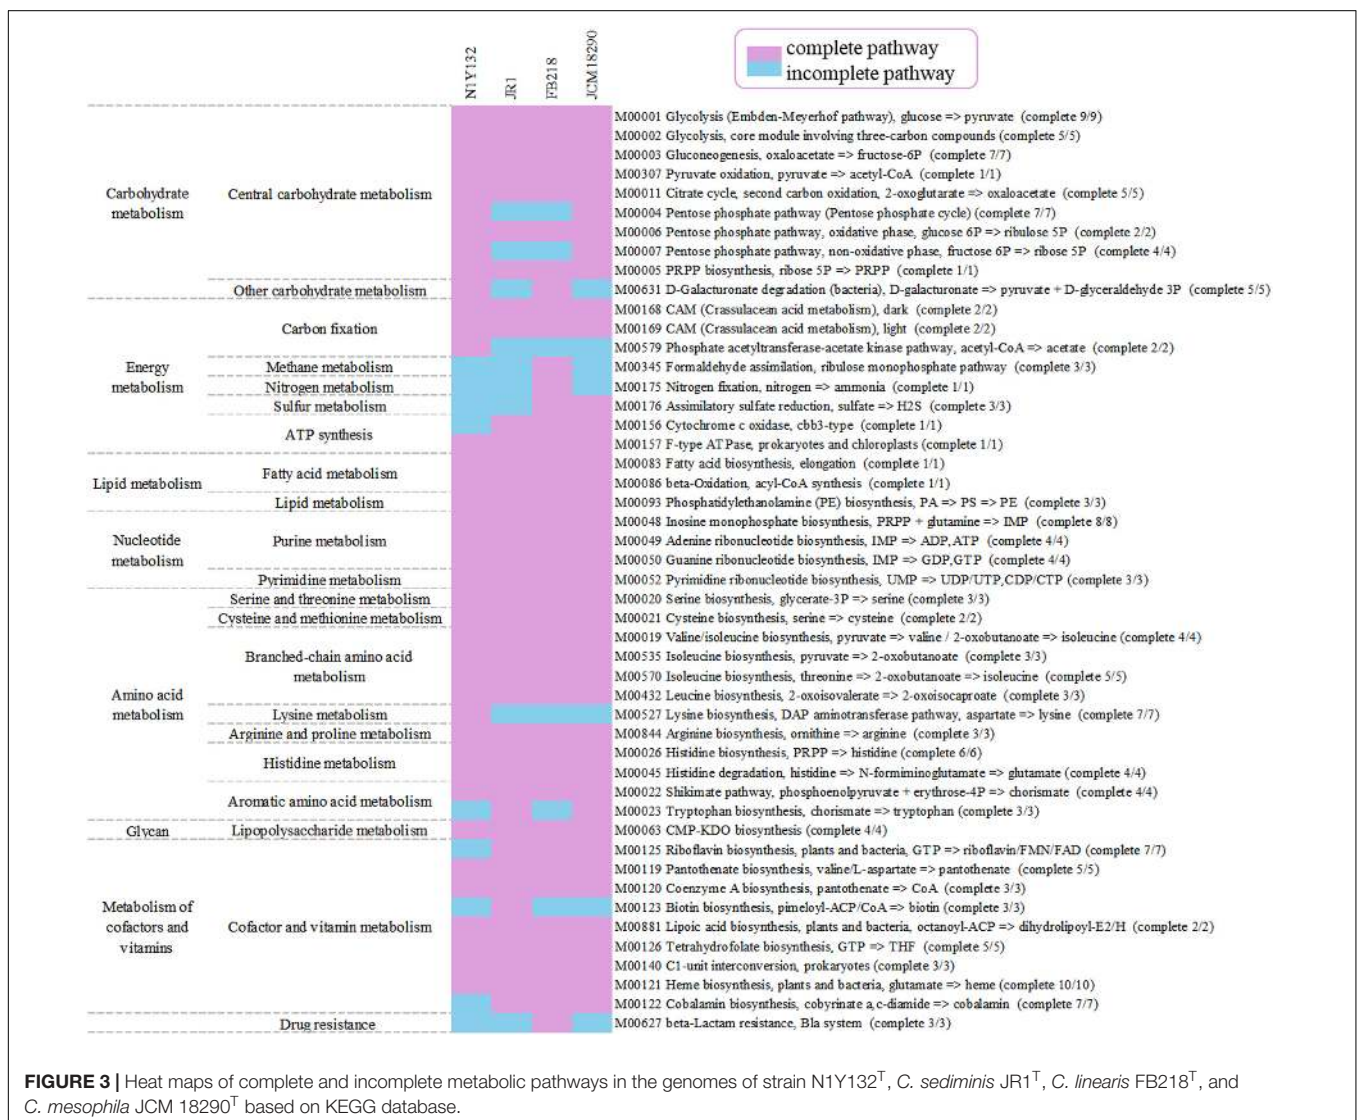 N1Y132
JR1
FB218
JCM18290
complete pathway
incomplete pathway
Carbohydrate
metabolism
Energy
metabolism
Lipid metabolism
Nucleotide
metabolism
Amino acid
metabolism
Glycan
Metabolism of
cofactors and
vitamins
Central carbohydrate metabolism
Other carbohydrate metabolism
Carbon fixation
Methane metabolism
Nitrogen metabolism
Sulfur metabolism
ATP synthesis
Fatty acid metabolism
Lipid metabolism
Purine metabolism
Pyrimidine metabolism
Serine and threonine metabolism
Cysteine and methionine metabolism
Branched-chain amino acid
metabolism
Lysine metabolism
Arginine and proline metabolism
Histidine metabolism
Aromatic amino acid metabolism
Lipopolysaccharide metabolism
Cofactor and vitamin metabolism
Drug resistance
M00001 Glycolysis (Embden-Meyerhof pathway), glucose => pyruvate (complete 9/9)
M00002 Glycolysis, core module involving three-carbon compounds (complete 5/5)
M00003 Gluconeogenesis, oxaloacetate => fructose-6P (complete 7/7)
M00307 Pyruvate oxidation, pyruvate => acetyl-CoA (complete 1/1)
M00011 Citrate cycle, second carbon oxidation, 2-oxoglutarate => oxaloacetate (complete 5/5)
M00004 Pentose phosphate pathway (Pentose phosphate cycle) (complete 7/7)
M00006 Pentose phosphate pathway, oxidative phase, glucose 6P => ribulose 5P (complete 2/2)
M00007 Pentose phosphate pathway, non-oxidative phase, fructose 6P => ribose 5P (complete 4/4)
M00005 PRPP biosynthesis, ribose 5P => PRPP (complete 1/1)
M00631 D-Galacturonate degradation (bacteria), D-galacturonate => pyruvate + D-glyceraldehyde 3P (complete 5/5)
M00168 CAM (Crassulacean acid metabolism), dark (complete 2/2)
M00169 CAM (Crassulacean acid metabolism), light (complete 2/2)
M00579 Phosphate acetyltransferase-acetate kinase pathway, acetyl-CoA => acetate (complete 2/2)
M00345 Formaldehyde assimilation, ribulose monophosphate pathway (complete 3/3)
M00175 Nitrogen fixation, nitrogen => ammonia (complete 1/1)
M00176 Assimilatory sulfate reduction, sulfate => H2S (complete 3/3)
M00156 Cytochrome c oxidase, cbb3-type (complete 1/1)
M00157 F-type ATPase, prokaryotes and chloroplasts (complete 1/1)
M00083 Fatty acid biosynthesis, elongation (complete 1/1)
M00086 beta-Oxidation, acyl-CoA synthesis (complete 1/1)
M00093 Phosphatidylethanolamine (PE) biosynthesis, PA => PS => PE (complete 3/3)
M00048 Inosine monophosphate biosynthesis, PRPP + glutamine => IMP (complete 8/8)
M00049 Adenine ribonucleotide biosynthesis, IMP => ADP,ATP (complete 4/4)
M00050 Guanine ribonucleotide biosynthesis, IMP => GDP,GTP (complete 4/4)
M00052 Pyrimidine ribonucleotide biosynthesis, UMP => UDP/UTP,CDP/CTP (complete 3/3)
M00020 Serine biosynthesis, glycerate-3P => serine (complete 3/3)
M00021 Cysteine biosynthesis, serine => cysteine (complete 2/2)
M00019 Valine/isoleucine biosynthesis, pyruvate => valine / 2-oxobutanoate => isoleucine (complete 4/4)
M00535 Isoleucine biosynthesis, pyruvate => 2-oxobutanoate (complete 3/3)
M00570 Isoleucine biosynthesis, threonine => 2-oxobutanoate => isoleucine (complete 5/5)
M00432 Leucine biosynthesis, 2-oxoisovalerate => 2-oxoisocaproate (complete 3/3)
M00527 Lysine biosynthesis, DAP aminotransferase pathway, aspartate => lysine (complete 7/7)
M00844 Arginine biosynthesis, ornithine => arginine (complete 3/3)
M00026 Histidine biosynthesis, PRPP => histidine (complete 6/6)
M00045 Histidine degradation, histidine => N-formiminoglutamate => glutamate (complete 4/4)
M00022 Shikimate pathway, phosphoenolpyruvate + erythrose-4P => chorismate (complete 4/4)
M00023 Tryptophan biosynthesis, chorismate => tryptophan (complete 3/3)
M00063 CMP-KDO biosynthesis (complete 4/4)
M00125 Riboflavin biosynthesis, plants and bacteria, GTP => riboflavin/FMN/FAD (complete 7/7)
M00119 Pantothenate biosynthesis, valine/L-aspartate => pantothenate (complete 5/5)
M00120 Coenzyme A biosynthesis, pantothenate => CoA (complete 3/3)
M00123 Biotin biosynthesis, pimeloyl-ACP/CoA => biotin (complete 3/3)
M00881 Lipoic acid biosynthesis, plants and bacteria, octanoyl-ACP => dihydrolipoyl-E2/H (complete 2/2)
M00126 Tetrahydrofolate biosynthesis, GTP => THF (complete 5/5)
M00140 C1-unit interconversion, prokaryotes (complete 3/3)
M00121 Heme biosynthesis, plants and bacteria, glutamate => heme (complete 10/10)
M00122 Cobalamin biosynthesis, cobyrinate a,c-diamide => cobalamin (complete 7/7)
M00627 beta-Lactam resistance, Bla system (complete 3/3)
FIGURE 3 | Heat maps of complete and incomplete metabolic pathways in the genomes of strain N1Y132T, C. sediminis JR1T, C. linearis FB218T, and
C. mesophila JCM 18290T based on KEGG database.